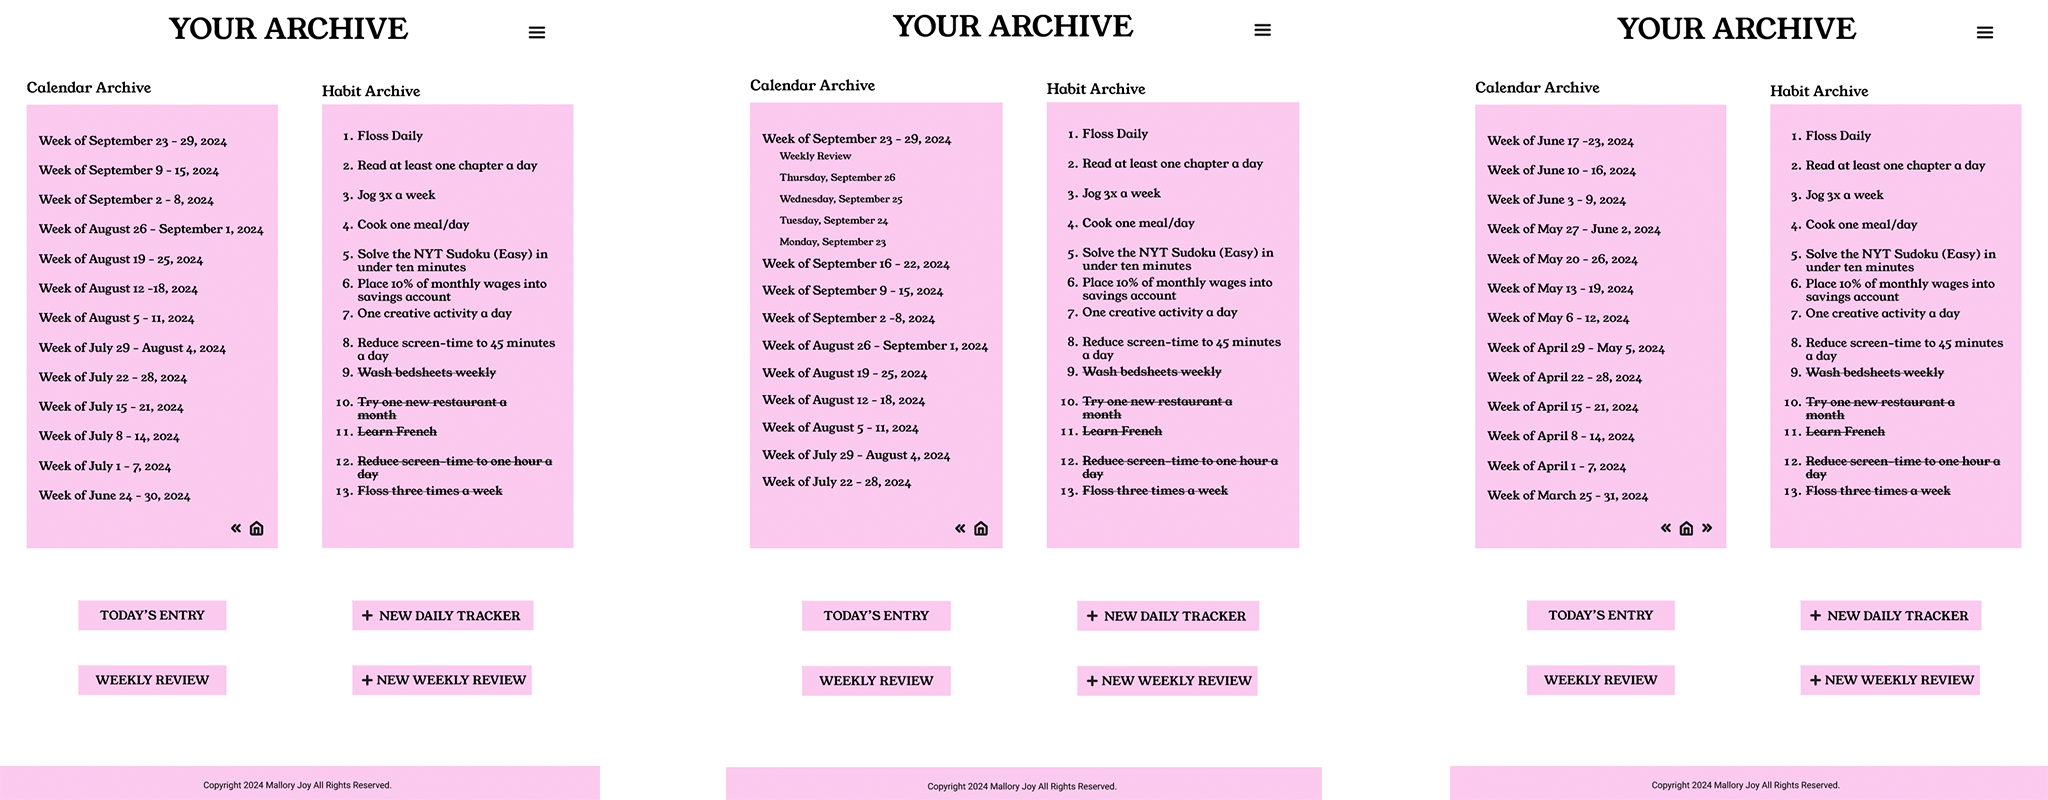 YOUR ARCHIVE
Calendar Archive
Week of September 23 - 29, 2024
Week of September 9 - 15, 2024
Week of September 2 - 8, 2024
Week of August 26 - September 1, 2024
Week of August 19 - 25, 2024
Week of August 12 -18, 2024
Week of August 5 - 11, 2024
Week of July 29 - August 4, 2024
Week of July 22 - 28, 2024
Week of July 15 - 21, 2024
Week of July 8 - 14, 2024
Week of July 1 - 7, 2024
Week of June 24 - 30, 2024
«
Habit Archive
1. Floss Daily
2. Read at least one chapter a day
3. Jog 3x a week
4. Cook one meal/day
5. Solve the NYT Sudoku (Easy) in
under ten minutes
6. Place 10% of monthly wages into
savings account
7. One creative activity a day
8. Reduce screen-time to 45 minutes
a day
9. Wash bedsheets weekly
10. Try one new restaurant a
month
11. Learn French
12. Reduce screen-time to one hour a
day
13. Floss three times a week
TODAY'S ENTRY
+ NEW DAILY TRACKER
WEEKLY REVIEW
+ NEW WEEKLY REVIEW
Copyright 2024 Mallory Joy All Rights Reserved.
YOUR ARCHIVE
Calendar Archive
Week of September 23 - 29, 2024
Weekly Review
Thursday, September 26
Wednesday, September 25
Tuesday, September 24
Monday, September 23
Week of September 16 - 22, 2024
Week of September 9 - 15, 2024
Week of September 2 -8, 2024
Week of August 26 - September 1, 2024
Week of August 19 - 25, 2024
Week of August 12 - 18, 2024
Week of August 5 - 11, 2024
Week of July 29 - August 4, 2024
Week of July 22 - 28, 2024
«
Habit Archive
1. Floss Daily
2. Read at least one chapter a day
3. Jog 3x a week
4. Cook one meal/day
5. Solve the NYT Sudoku (Easy) in
under ten minutes
6. Place 10% of monthly wages into
savings account
7. One creative activity a day
8. Reduce screen-time to 45 minutes
a day
9. Wash bedsheets weekly
10. Try one new restaurant a
month
11. Learn French
12. Reduce screen-time to one hour a
day
13. Floss three times a week
TODAY'S ENTRY
+ NEW DAILY TRACKER
WEEKLY REVIEW
+ NEW WEEKLY REVIEW
Copyright 2024 Mallory Joy All Rights Reserved.
YOUR ARCHIVE
Calendar Archive
Week of June 17 -23, 2024
Week of June 10 - 16, 2024
Week of June 3 - 9, 2024
Week of May 27 - June 2, 2024
Week of May 20 - 26, 2024
Week of May 13 - 19, 2024
Week of May 6 - 12, 2024
Week of April 29 - May 5, 2024
Week of April 22 - 28, 2024
Week of April 15 - 21, 2024
Week of April 8 - 14, 2024
Week of April 1 - 7, 2024
Week of March 25 - 31, 2024
« »
Habit Archive
1. Floss Daily
2. Read at least one chapter a day
3. Jog 3x a week
4. Cook one meal/day
5. Solve the NYT Sudoku (Easy) in
under ten minutes
6. Place 10% of monthly wages into
savings account
7. One creative activity a day
8. Reduce screen-time to 45 minutes
a day
9. Wash bedsheets weekly
10. Try one new restaurant a
month
11. Learn French
12. Reduce screen-time to one hour a
day
13. Floss three times a week
TODAY'S ENTRY
+ NEW DAILY TRACKER
WEEKLY REVIEW
+ NEW WEEKLY REVIEW
Copyright 2024 Mallory Joy All Rights Reserved.